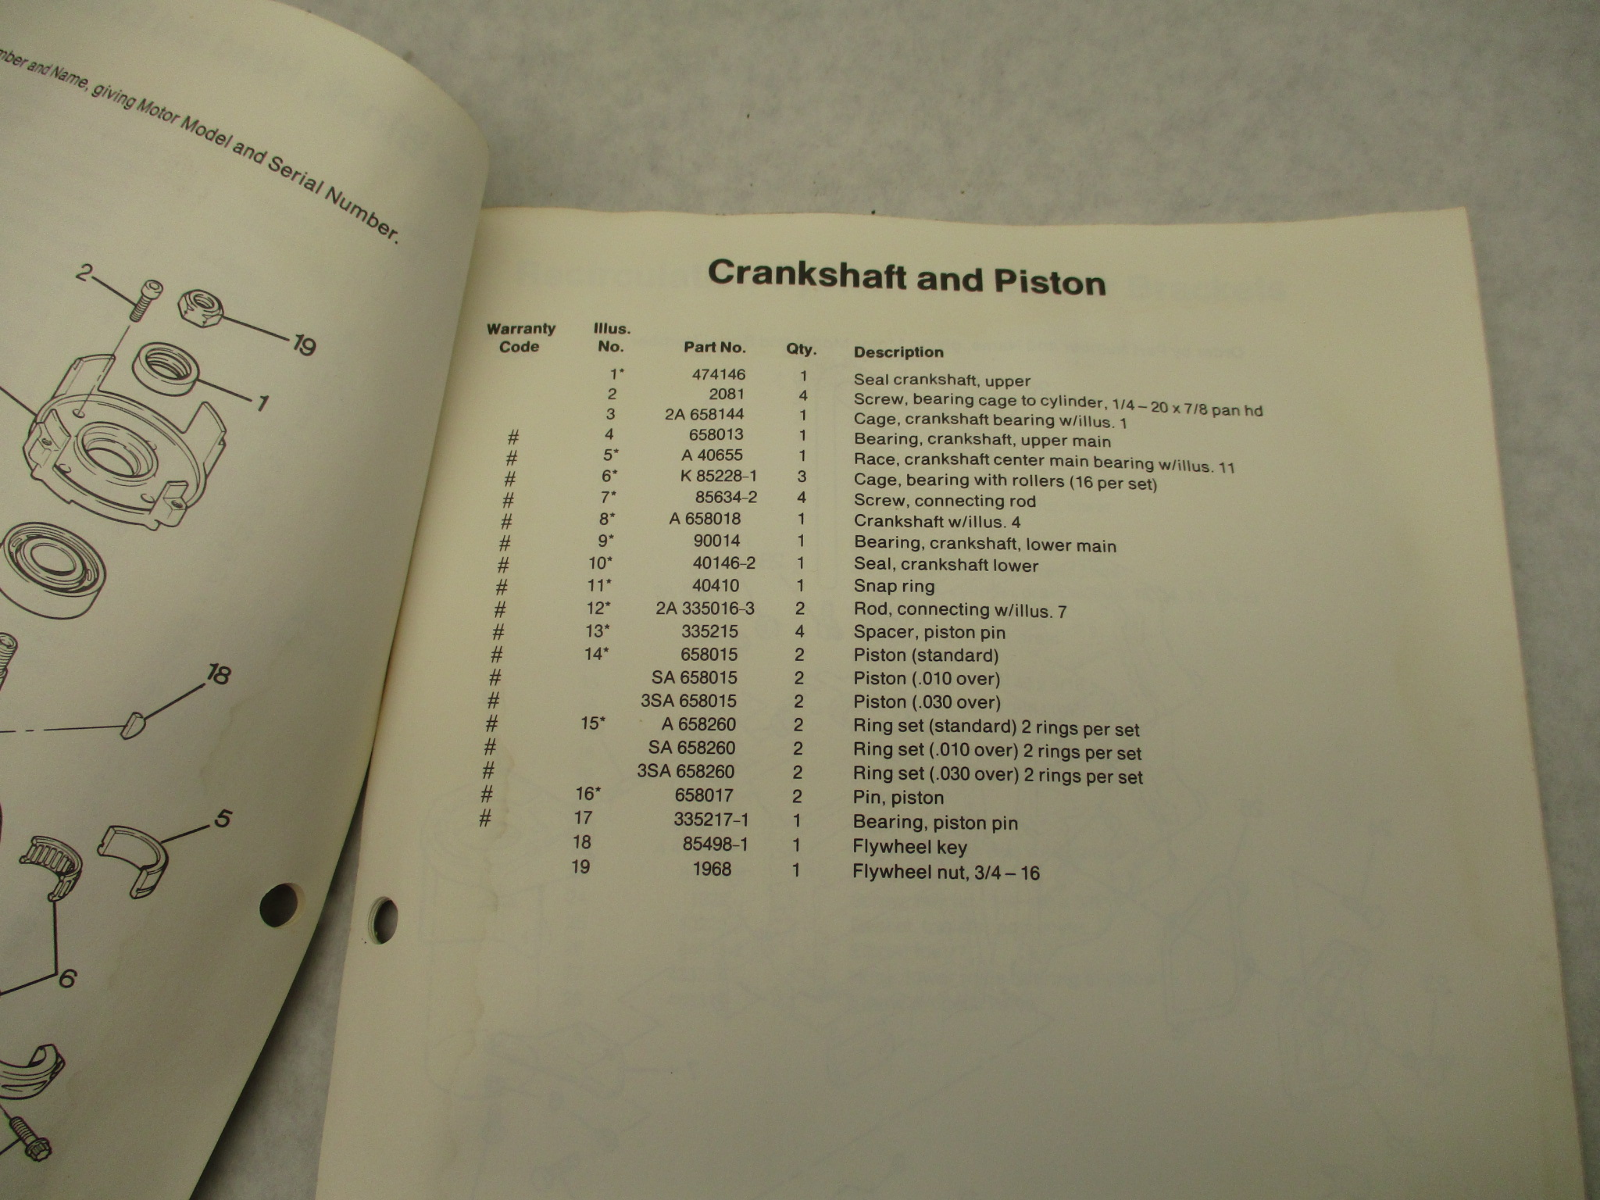 mber and Name, giving Motor Model and Serial Number.
2
19
1
18
5
6
Crankshaft and Piston
Warranty Code Illus. No. Part No. Qty. Description
1* 474146 1 Seal crankshaft, upper
2 2081 4 Screw, bearing cage to cylinder, 1/4 – 20 x 7/8 pan hd
3 2A 658144 1 Cage, crankshaft bearing w/illus. 1
# 4 658013 1 Bearing, crankshaft, upper main
# 5* A 40655 1 Race, crankshaft center main bearing w/illus. 11
# 6* K 85228-1 3 Cage, bearing with rollers (16 per set)
# 7* 85634-2 4 Screw, connecting rod
# 8* A 658018 1 Crankshaft w/illus. 4
# 9* 90014 1 Bearing, crankshaft, lower main
# 10* 40146-2 1 Seal, crankshaft lower
# 11* 40410 1 Snap ring
# 12* 2A 335016-3 2 Rod, connecting w/illus. 7
# 13* 335215 4 Spacer, piston pin
# 14* 658015 2 Piston (standard)
# SA 658015 2 Piston (.010 over)
# 3SA 658015 2 Piston (.030 over)
# 15* A 658260 2 Ring set (standard) 2 rings per set
# SA 658260 2 Ring set (.010 over) 2 rings per set
# 3SA 658260 2 Ring set (.030 over) 2 rings per set
# 16* 658017 2 Pin, piston
# 17 335217-1 1 Bearing, piston pin
18 85498-1 1 Flywheel key
19 1968 1 Flywheel nut, 3/4 – 16